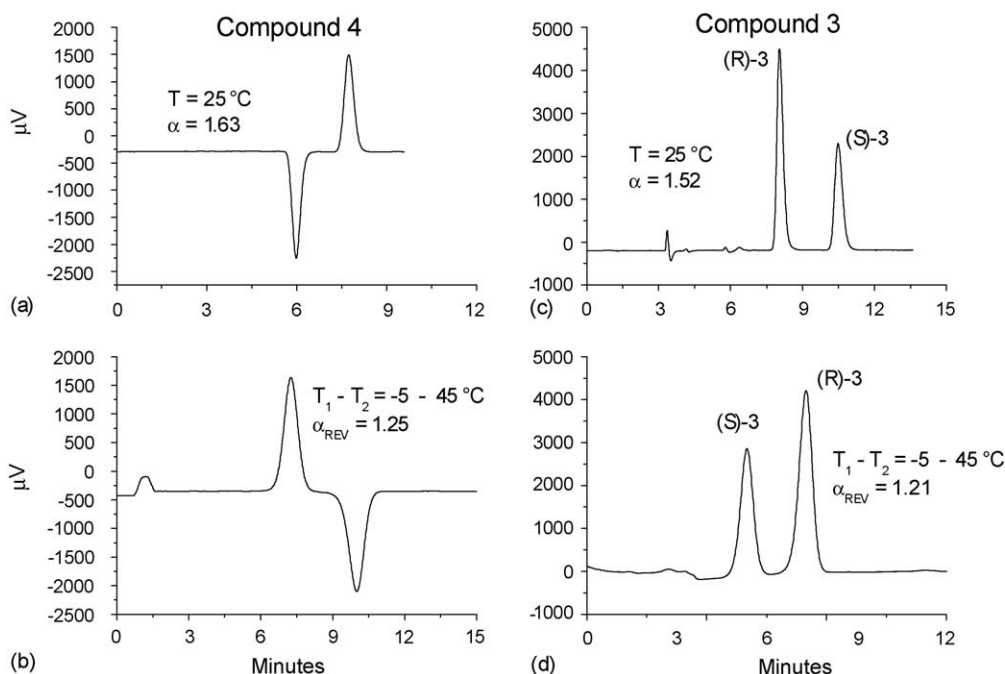 Compound 4
2000
1500
1000
500
0
-500
-1000
-1500
-2000
-2500
µV
T = 25 °C
α = 1.63
0 3 6 9 12
(a)
Compound 3
5000
4000
3000
2000
1000
0
-1000
(R)-3
(S)-3
T = 25 °C
α = 1.52
0 3 6 9 12 15
(c)
2000
1500
1000
500
0
-500
-1000
-1500
-2000
-2500
µV
T1 - T2 = -5 - 45 °C
αREV = 1.25
0 3 6 9 12 15
(b)
Minutes
5000
4000
3000
2000
1000
0
-1000
(R)-3
(S)-3
T1 - T2 = -5 - 45 °C
αREV = 1.21
0 3 6 9 12
(d)
Minutes